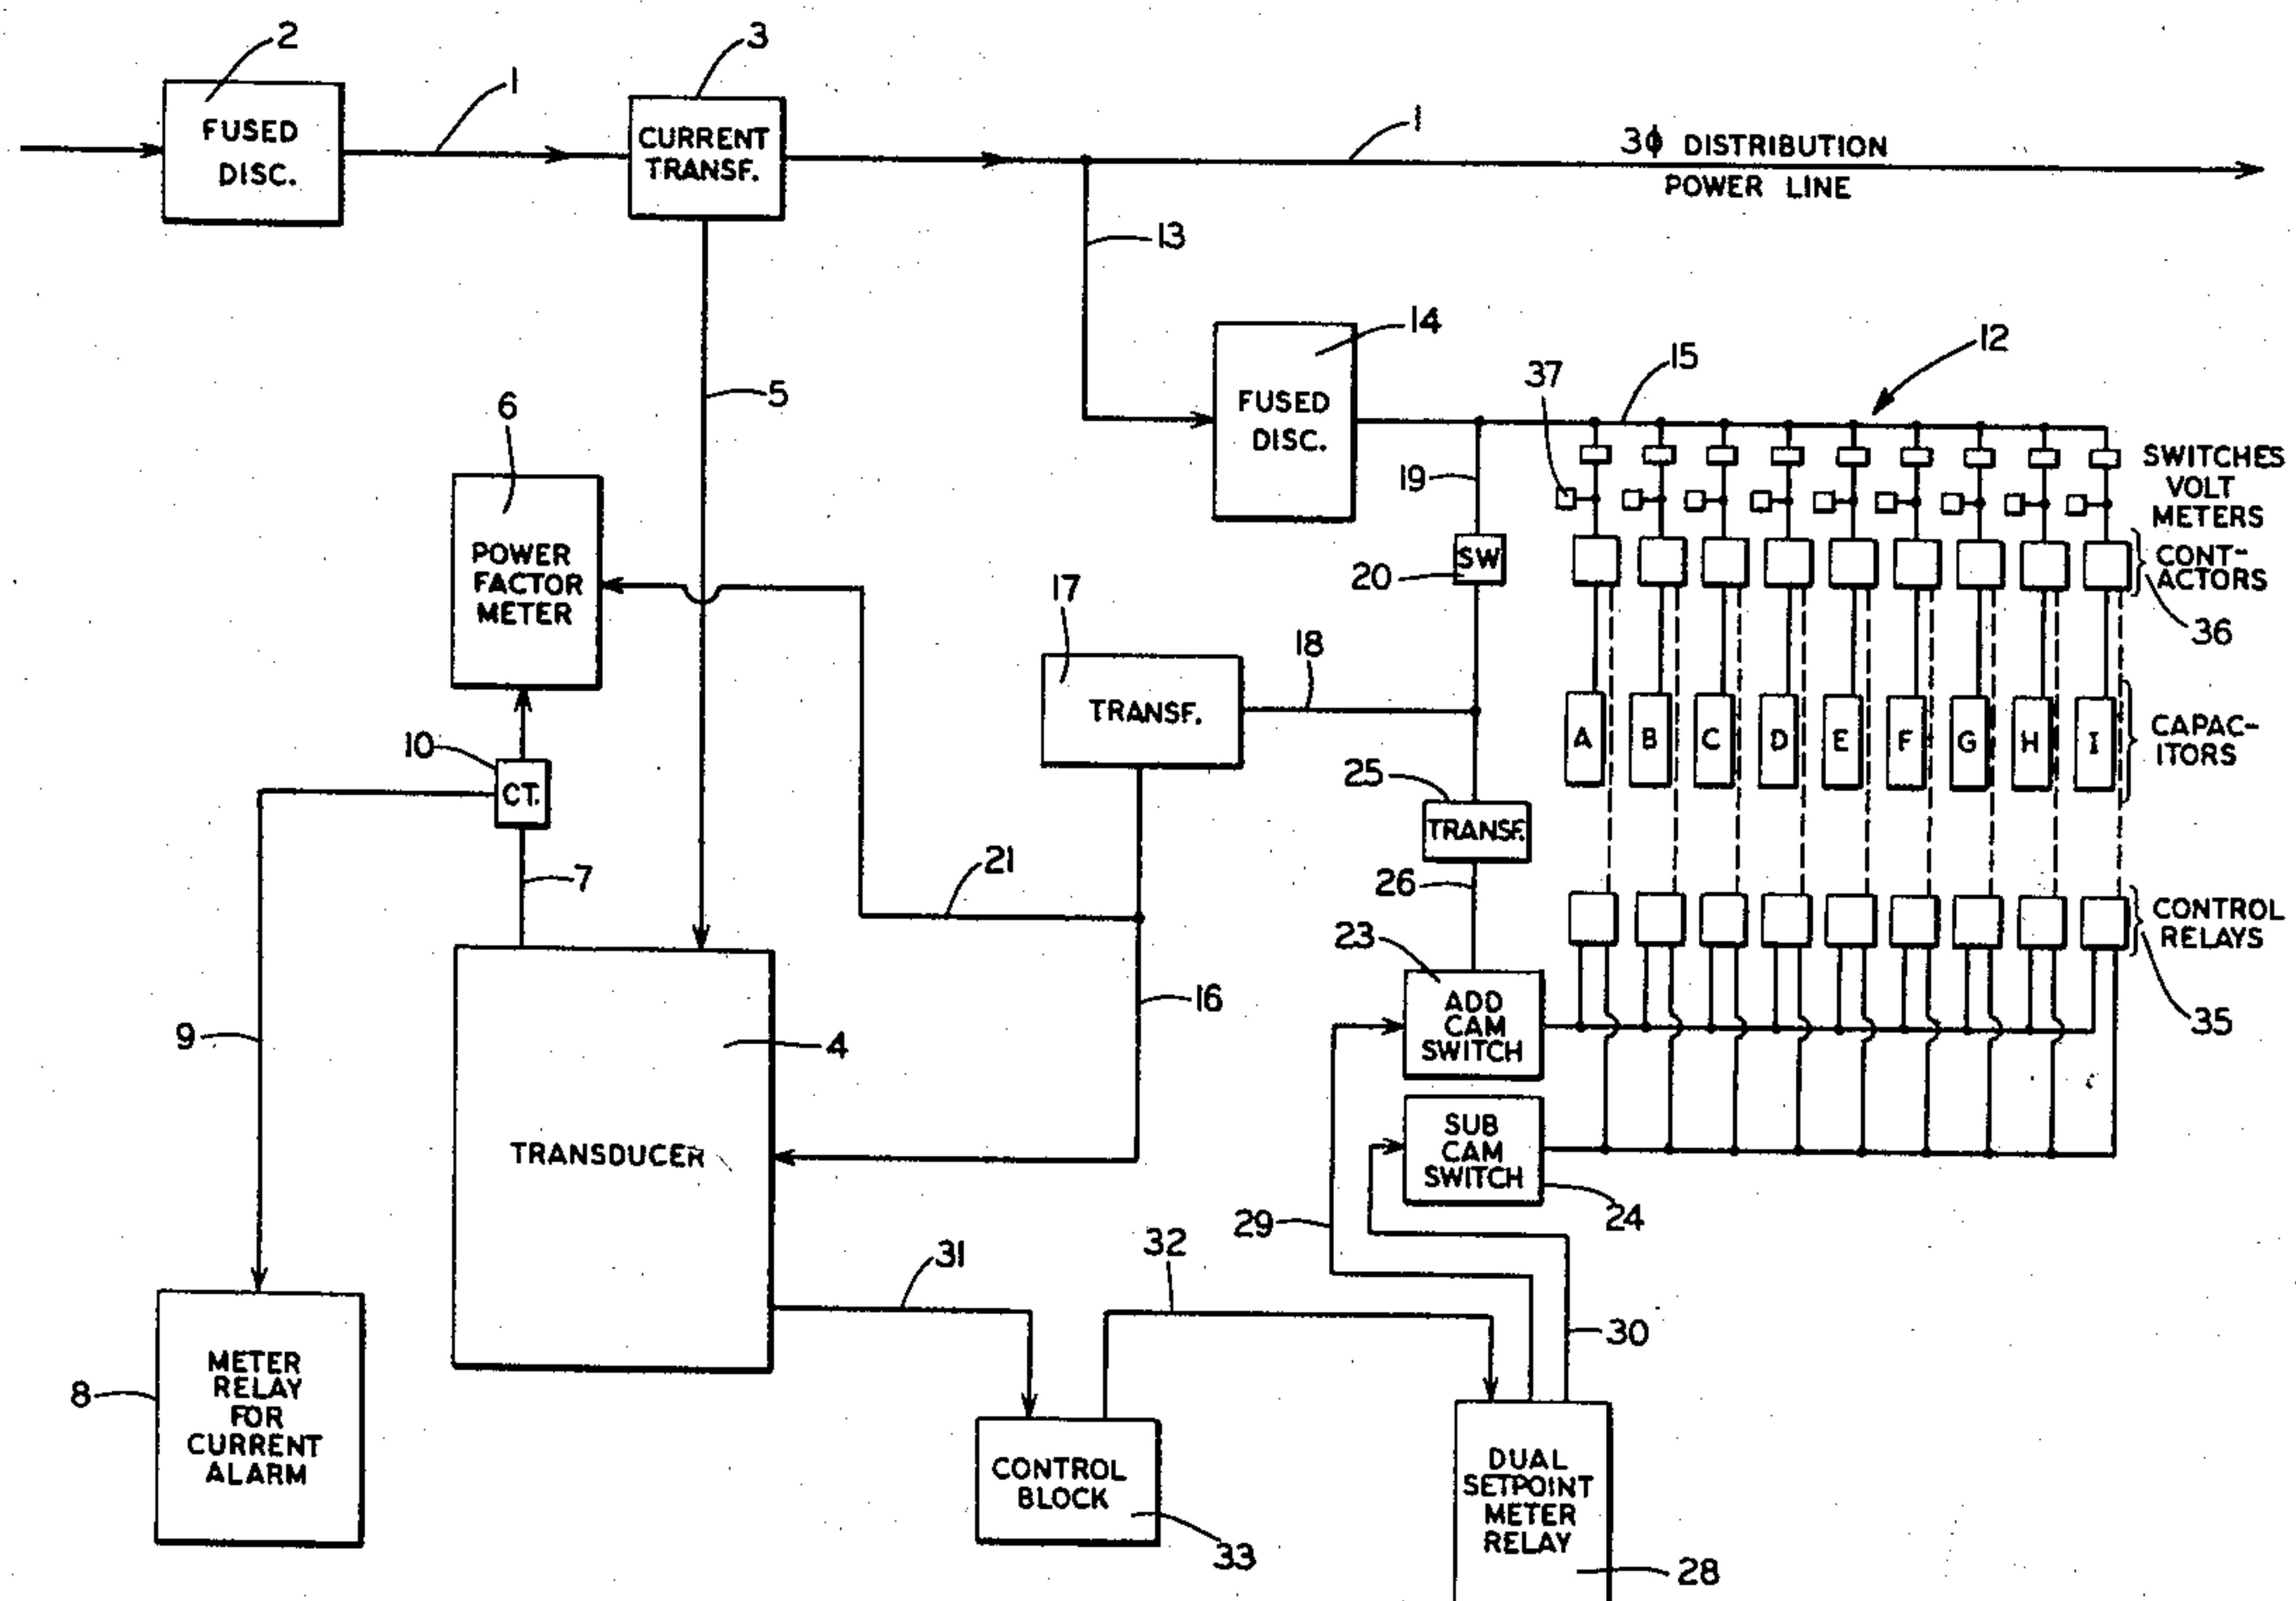 2
3
1
1
FUSED
DISC.
CURRENT
TRANSF.
3ϕ DISTRIBUTION
POWER LINE
13
14
12
15
37
5
6
FUSED
DISC.
19
SWITCHES
VOLT
METERS
SW
20
CONT-
ACTORS
36
POWER
FACTOR
METER
17
18
TRANSF.
A B C D E F G H I
CAPAC-
ITORS
10
CT.
25
TRANSF.
7
21
26
CONTROL
RELAYS
23
35
16
ADD
CAM
SWITCH
9
4
TRANSDUCER
SUB
CAM
SWITCH
24
29
31
32
30
8
METER
RELAY
FOR
CURRENT
ALARM
CONTROL
BLOCK
33
DUAL
SETPOINT
METER
RELAY
28